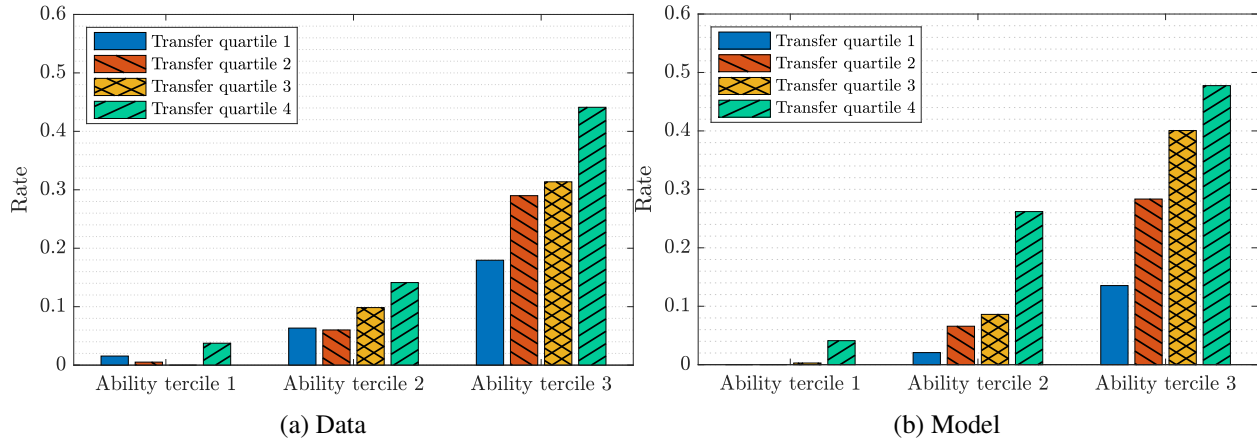 0.6
0.5
0.4
0.3
0.2
0.1
0
Rate
Transfer quartile 1
Transfer quartile 2
Transfer quartile 3
Transfer quartile 4
Ability tercile 1
Ability tercile 2
Ability tercile 3
(a) Data
0.6
0.5
0.4
0.3
0.2
0.1
0
Rate
Transfer quartile 1
Transfer quartile 2
Transfer quartile 3
Transfer quartile 4
Ability tercile 1
Ability tercile 2
Ability tercile 3
(b) Model